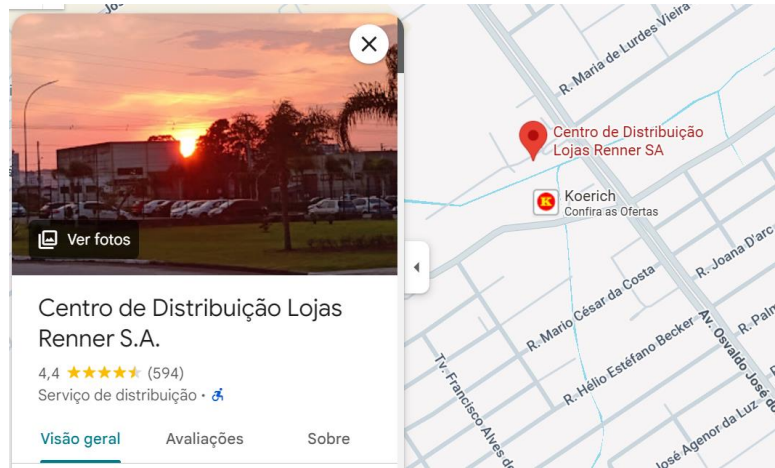 Ver fotos
Centro de Distribuição Lojas
Renner S.A.
4,4 (594)
Serviço de distribuição ·
Visão geral
Avaliações
Sobre
R. Maria de Lurdes Vieira
Centro de Distribuição
Lojas Renner SA
K
Koerich
Confira as Ofertas
R. Joana D'arc
R. Mario César da Costa
R. Hélio Estéfano Becker
Av. Osvaldo José d
R. Palm
Tv. Francisco Alves d
José Agenor da Luz